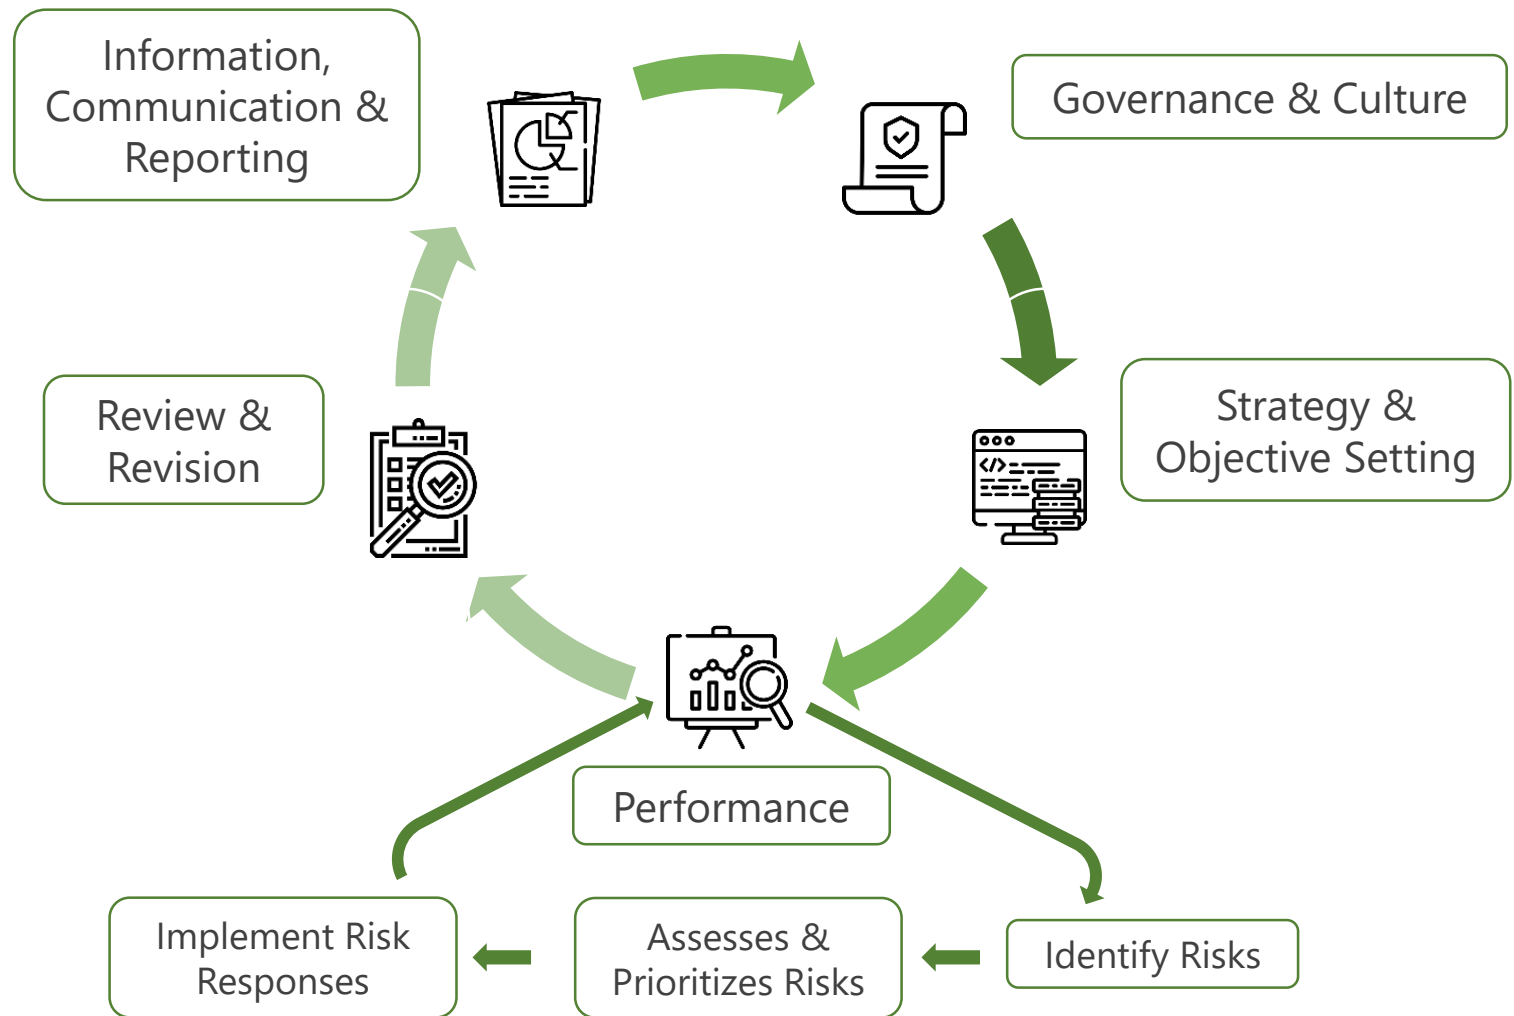 Information,
Communication &
Reporting
Governance & Culture
Strategy &
Objective Setting
Review &
Revision
</>
Performance
Implement Risk
Responses
Assesses &
Prioritizes Risks
Identify Risks